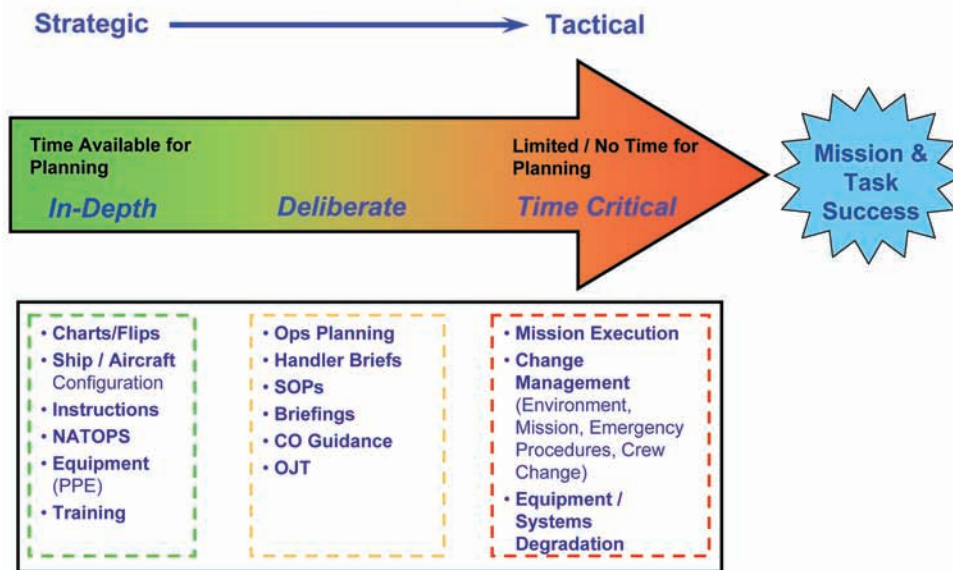 Strategic
Tactical
Time Available for
Planning
In-Depth
Deliberate
Limited / No Time for
Planning
Time Critical
Mission &
Task
Success
• Charts/Flips
• Ship / Aircraft
Configuration
• Instructions
• NATOPS
• Equipment
(PPE)
• Training
• Ops Planning
• Handler Briefs
• SOPs
• Briefings
• CO Guidance
• OJT
• Mission Execution
• Change
Management
(Environment,
Mission, Emergency
Procedures, Crew
Change)
• Equipment /
Systems
Degradation